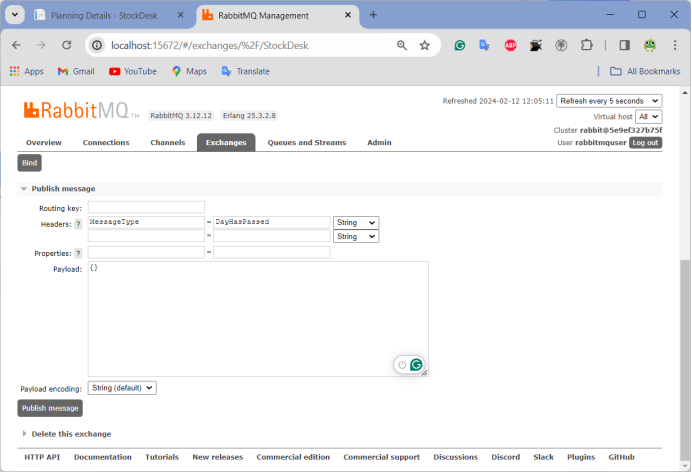 Planning Details - StockDesk
RabbitMQ Management
localhost:15672/#/exchanges/%2F/StockDesk
Apps Gmail YouTube Maps Translate All Bookmarks
Refreshed 2024-02-12 12:05:11 Refresh every 5 seconds
RabbitMQ TM RabbitMQ 3.12.12 Erlang 25.3.2.8
Virtual host All
Cluster rabbit@5e9ef327b75f
User rabbitmquser Log out
Overview Connections Channels Exchanges Queues and Streams Admin
Bind
Publish message
Routing key:
Headers: ? MessageType = DayHasPassed String
= String
Properties: ? =
Payload: {}
Payload encoding: String (default)
Publish message
Delete this exchange
HTTP API Documentation Tutorials New releases Commercial edition Commercial support Discussions Discord Slack Plugins GitHub